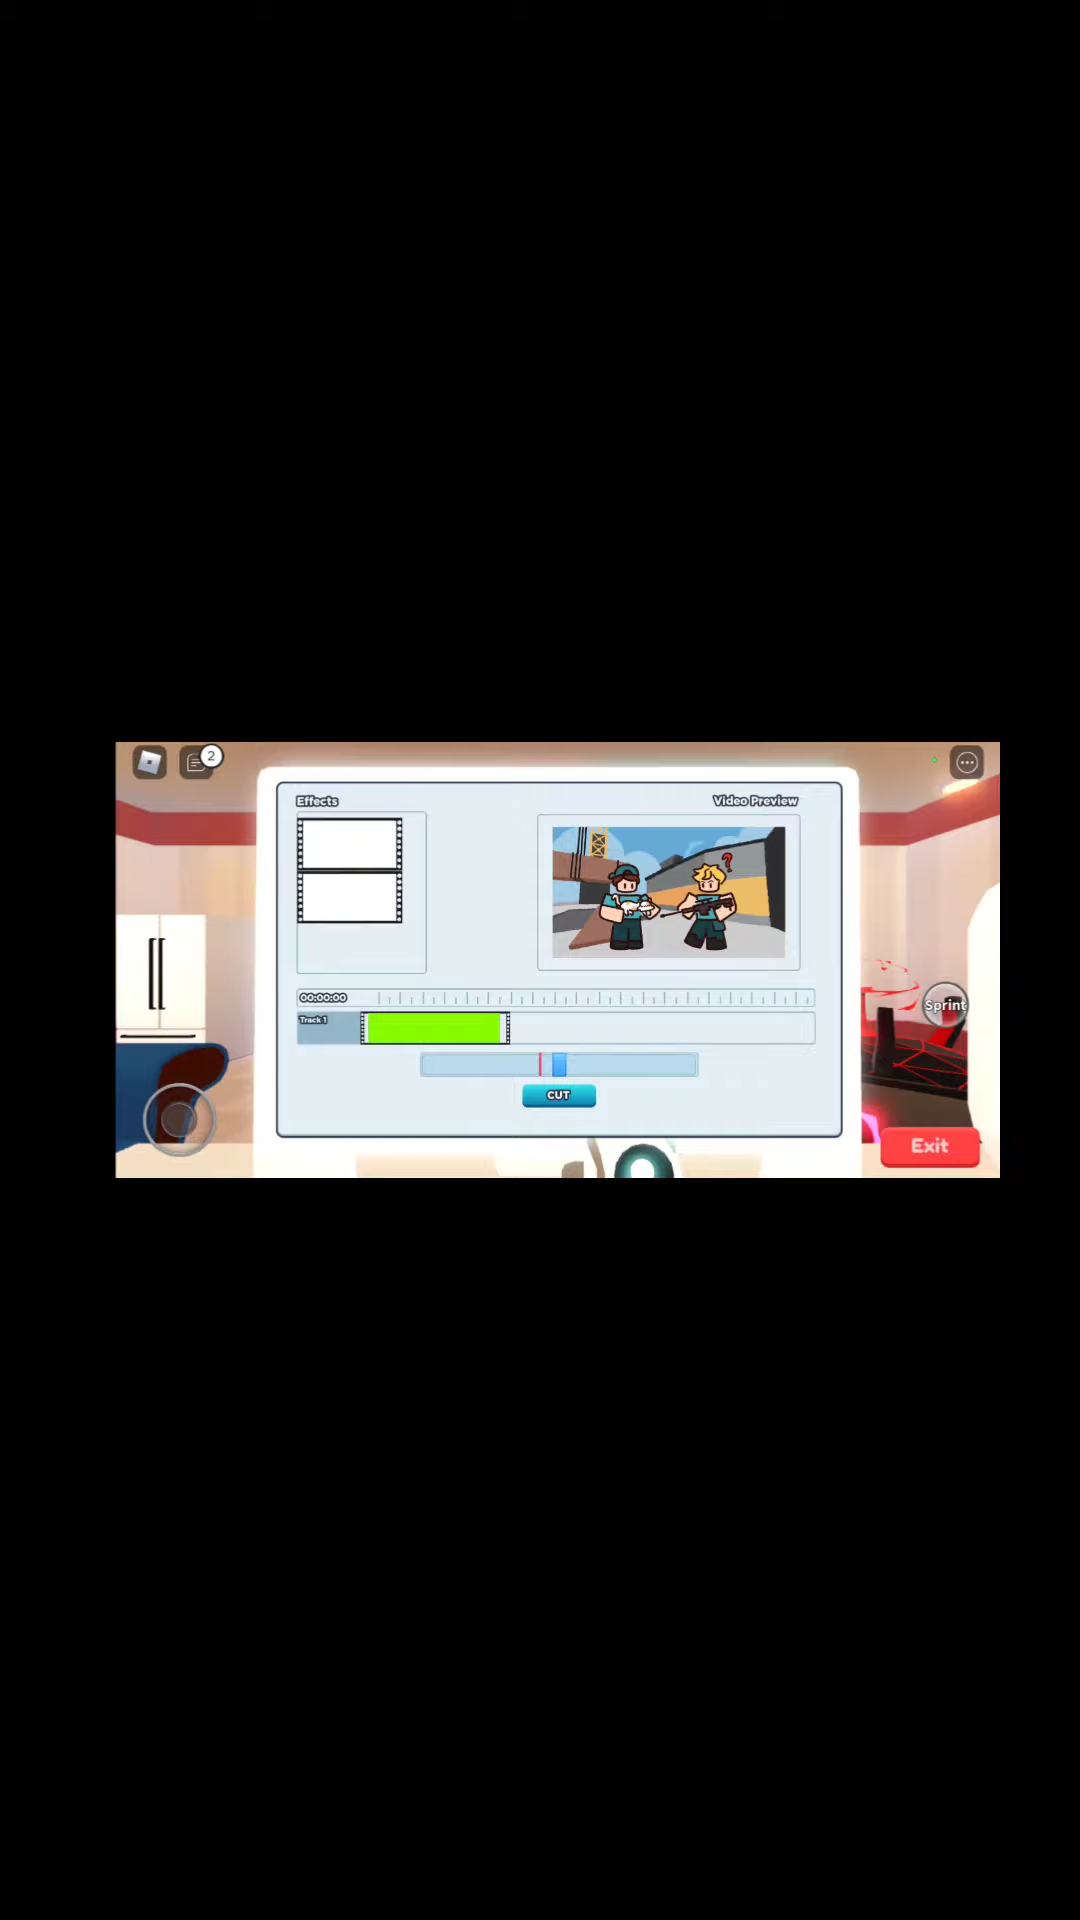 2
Effects
Video Preview
?
00:00:00
Track 1
Sprint
CUT
Exit